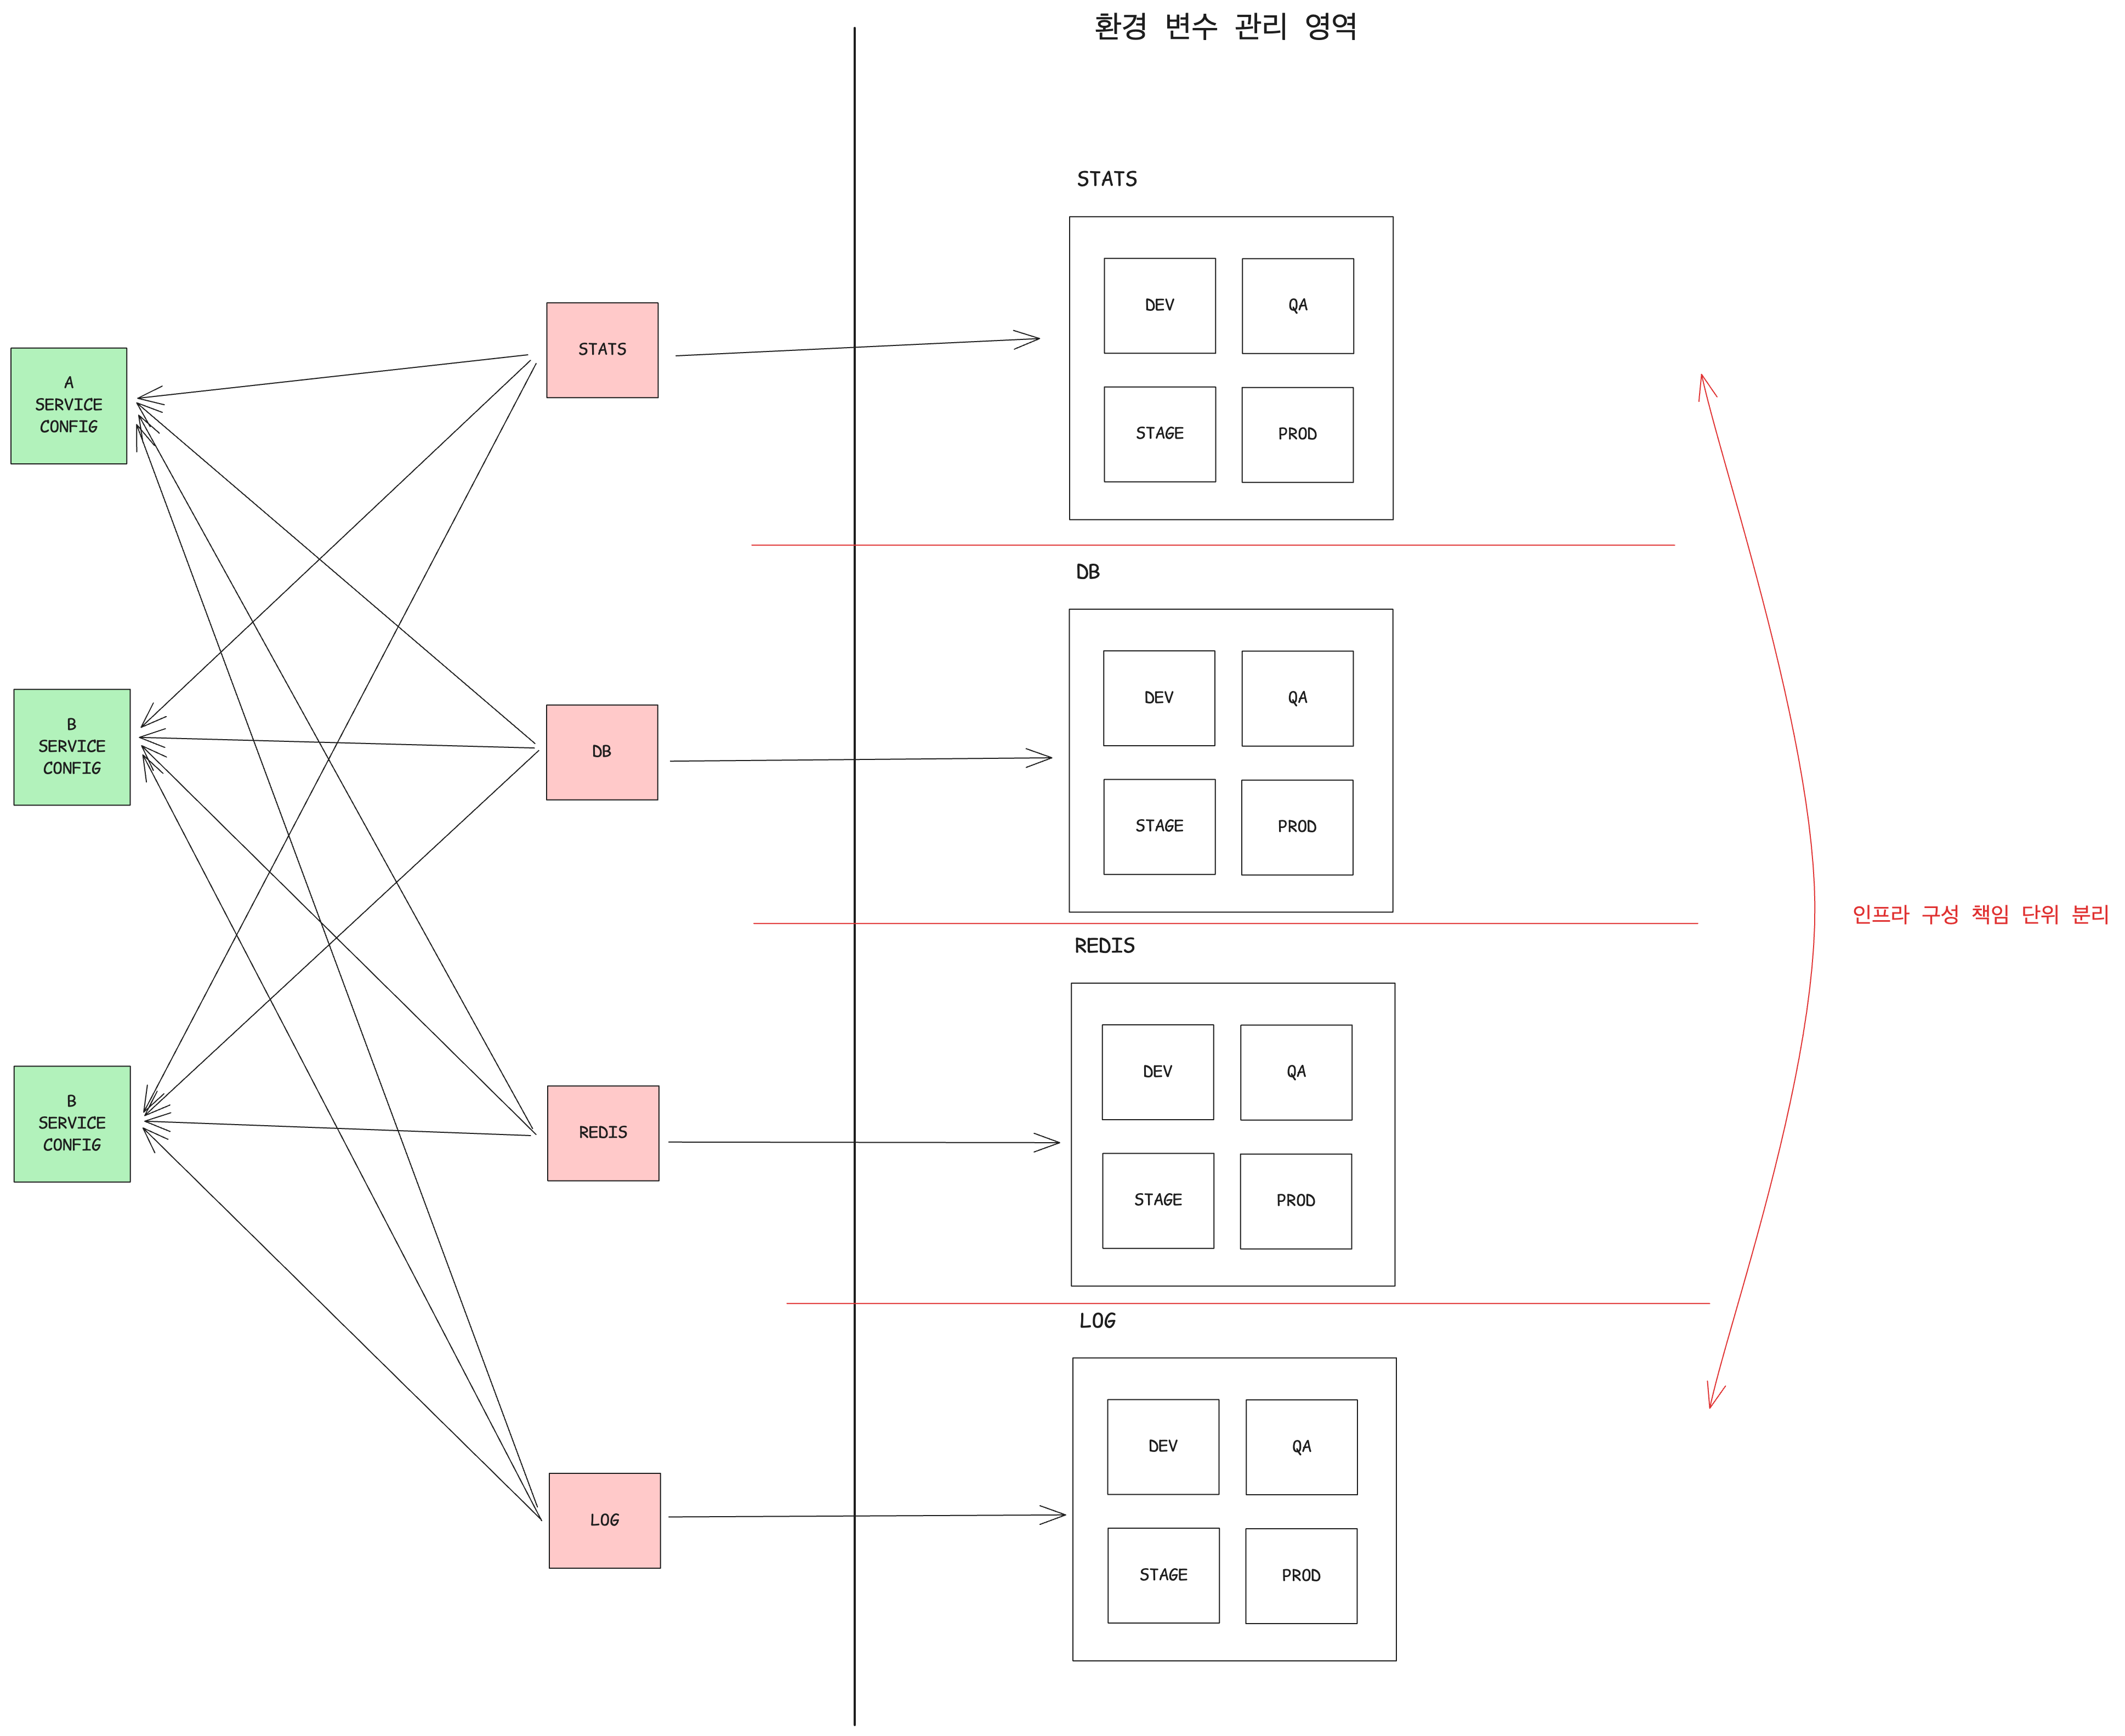 환경 변수 관리 영역
STATS
DEV
QA
STATS
A
SERVICE
CONFIG
STAGE
PROD
DB
DEV
QA
B
SERVICE
CONFIG
DB
STAGE
PROD
인프라 구성 책임 단위 분리
REDIS
DEV
QA
B
SERVICE
CONFIG
REDIS
STAGE
PROD
LOG
DEV
QA
LOG
STAGE
PROD